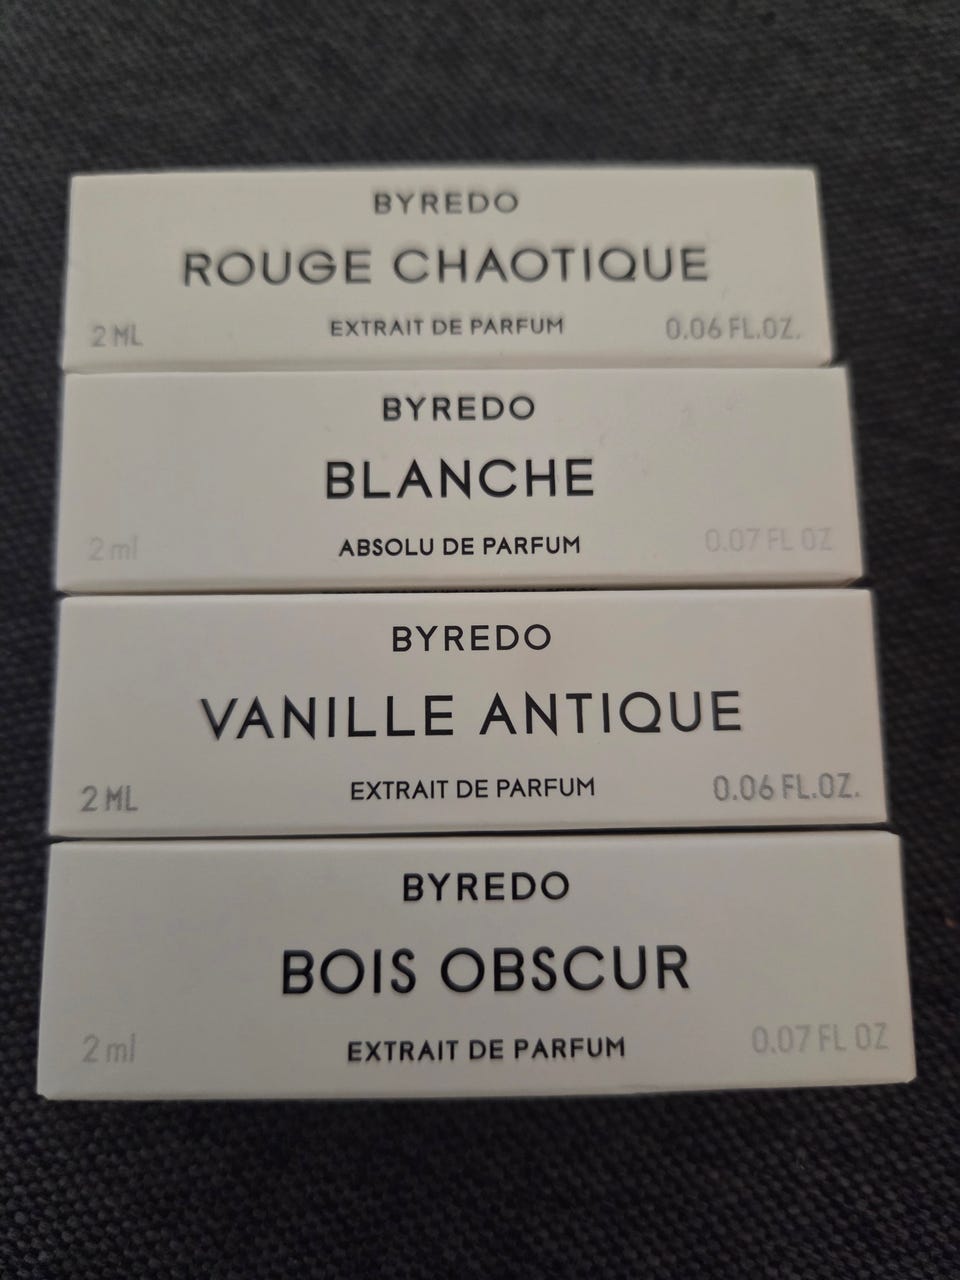 BYREDO
ROUGE CHAOTIQUE
2 ML EXTRAIT DE PARFUM 0.06 FL.OZ.
BYREDO
BLANCHE
2 ml ABSOLU DE PARFUM 0.07 FL OZ
BYREDO
VANILLE ANTIQUE
2 ML EXTRAIT DE PARFUM 0.06 FL.OZ.
BYREDO
BOIS OBSCUR
2 ml EXTRAIT DE PARFUM 0.07 FL OZ